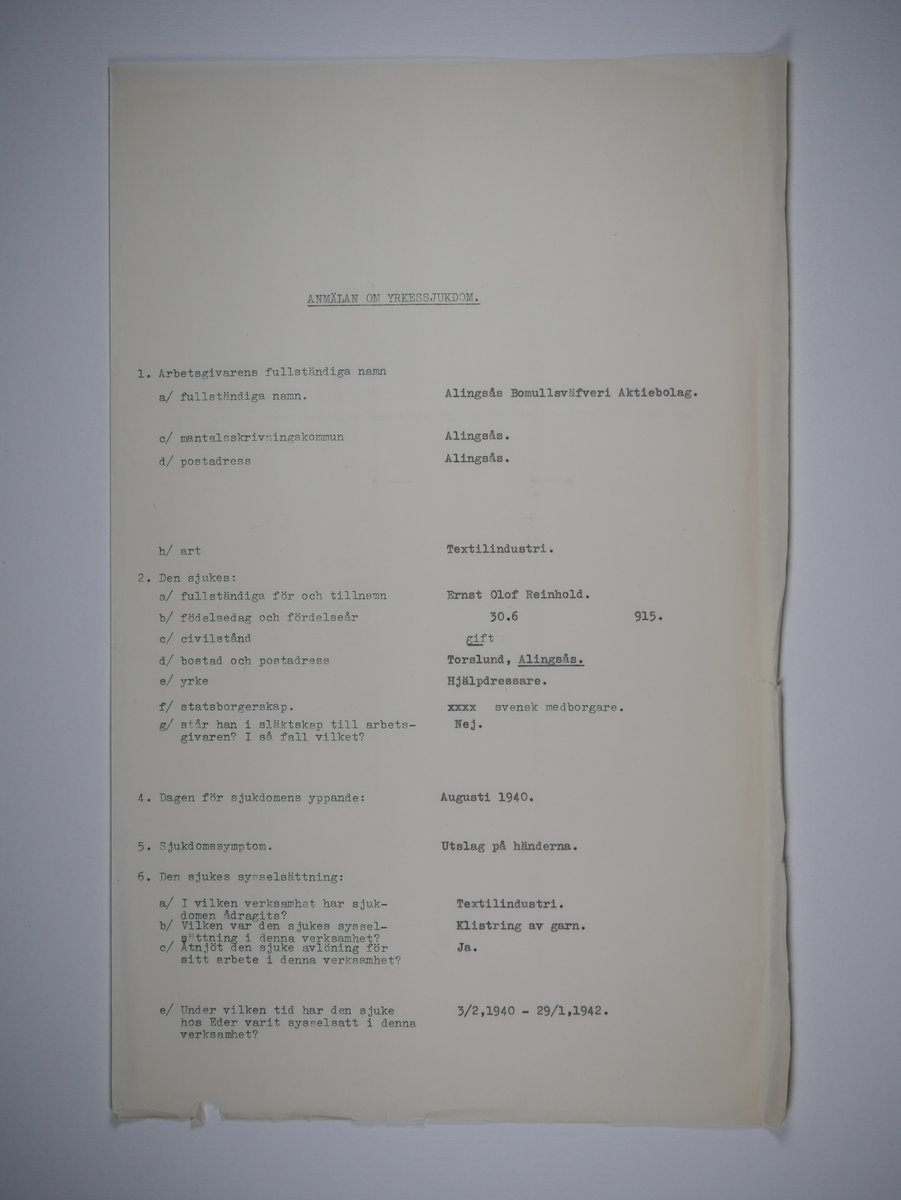 ANMÄLAN OM YRKESSJUKDOM.
1. Arbetsgivarens fullständiga namn
a/ fullständiga namn. Alingsås Bomullsväfveri Aktiebolag.
c/ mantalsskrivningskommun Alingsås.
d/ postadress Alingsås.
h/ art Textilindustri.
2. Den sjukes:
a/ fullständiga för och tillnamn Ernst Olof Reinhold.
b/ födelsedag och fördelseår 30.6 915.
c/ civilstånd gift
d/ bostad och postadress Torslund, Alingsås.
e/ yrke Hjälpdressare.
f/ statsborgerskap. xxxx svensk medborgare.
g/ står han i släktskap till arbets- Nej.
givaren? I så fall vilket?
4. Dagen för sjukdomens yppande: Augusti 1940.
5. Sjukdomssymptom. Utslag på händerna.
6. Den sjukes sysselsättning:
a/ I vilken verksamhet har sjuk- Textilindustri.
domen ådragits?
b/ Vilken var den sjukes syssel- Klistring av garn.
sättning i denna verksamhet?
c/ Åtnjöt den sjuke avlöning för Ja.
sitt arbete i denna verksamhet?
e/ Under vilken tid har den sjuke 3/2,1940 - 29/1,1942.
hos Eder varit sysselsatt i denna
verksamhet?